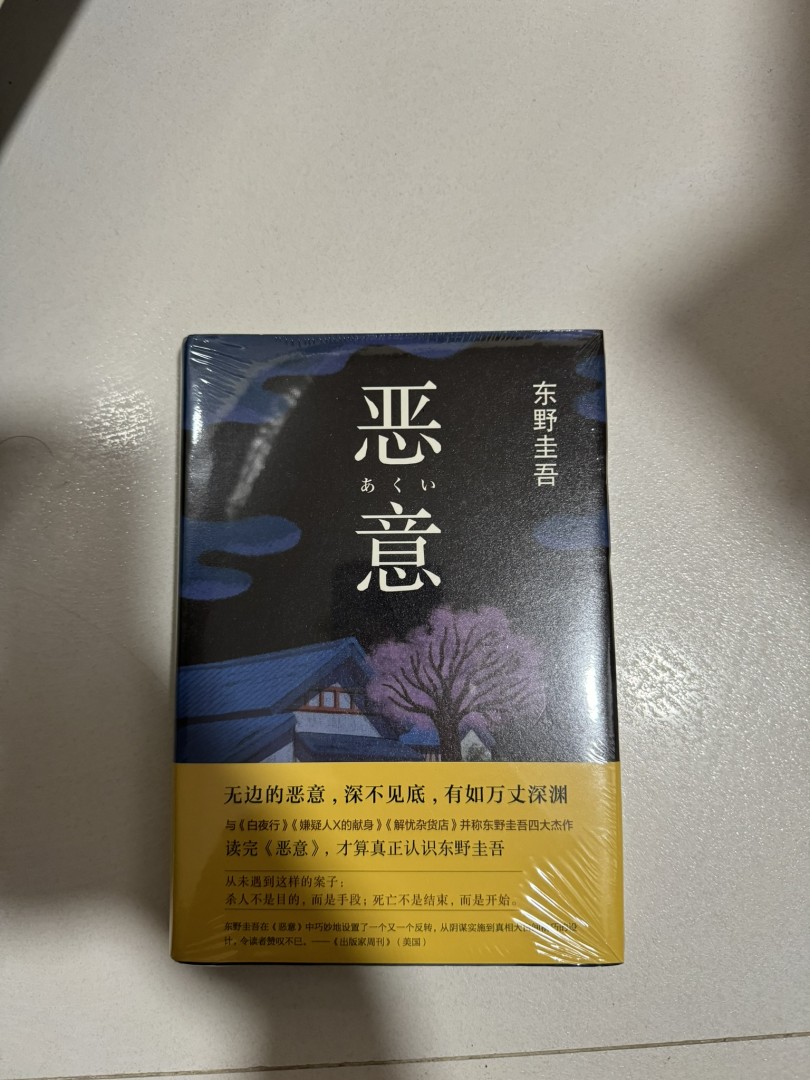 恶意
あくい
东野圭吾
无边的恶意，深不见底，有如万丈深渊
与《白夜行》《嫌疑人X的献身》《解忧杂货店》并称东野圭吾四大杰作
读完《恶意》，才算真正认识东野圭吾
从未遇到这样的案子：
杀人不是目的，而是手段；死亡不是结束，而是开始。
东野圭吾在《恶意》中巧妙地设置了一个又一个反转，从阴谋实施到真相大白
计，令读者赞叹不已。——《出版家周刊》（美国）